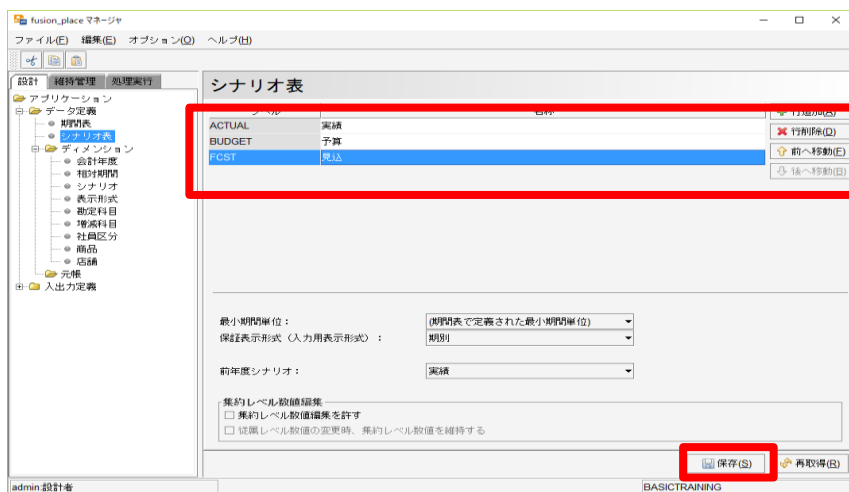 fusion_place マネージャ
ファイル(F) 編集(E) オプション(O) ヘルプ(H)
設計 維持管理 処理実行
アプリケーション
データ定義
期間表
シナリオ表
ディメンション
会計年度
相対期間
シナリオ
表示形式
勘定科目
増減科目
社員区分
商品
店舗
元帳
入出力定義
シナリオ表
ラベル 名称
ACTUAL 実績
BUDGET 予算
FCST 見込
行追加(A)
行削除(D)
前へ移動(F)
後へ移動(B)
最小期間単位： (期間表で定義された最小期間単位)
保証表示形式（入力用表示形式）： 期別
前年度シナリオ： 実績
集約レベル数値編集
集約レベル数値編集を許す
従属レベル数値の変更時、集約レベル数値を維持する
保存(S) 再取得(R)
admin:設計者 BASICTRAINING